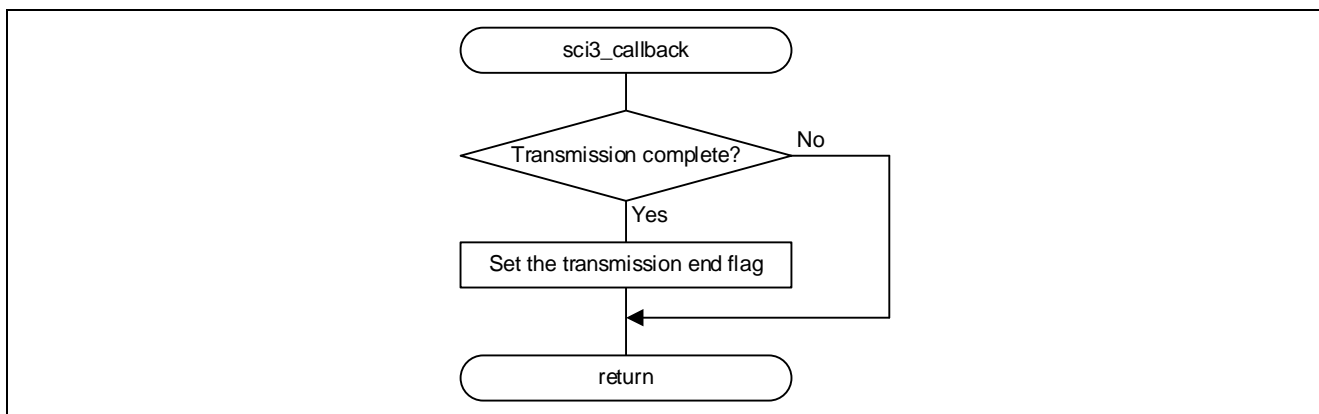 sci3_callback
Transmission complete?
No
Yes
Set the transmission end flag
return